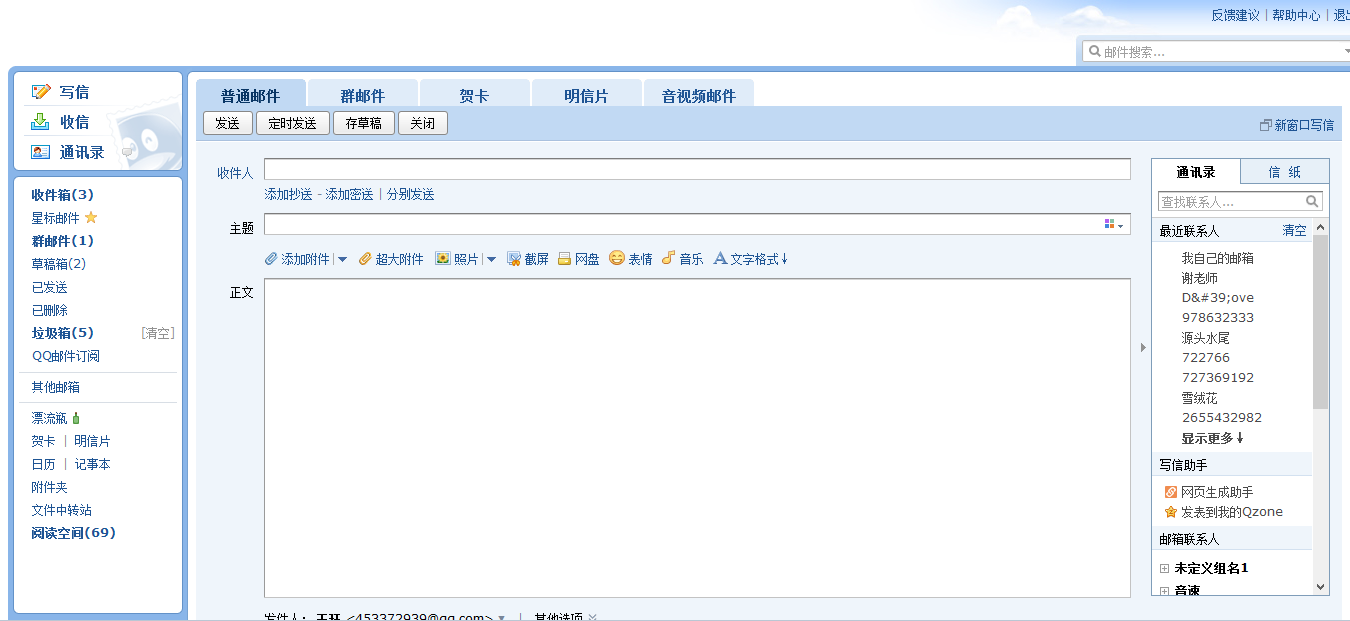 反馈建议 | 帮助中心 | 退出
邮件搜索...
写信
收信
通讯录
收件箱(3)
星标邮件
群邮件(1)
草稿箱(2)
已发送
已删除
垃圾箱(5) [清空]
QQ邮件订阅
其他邮箱
漂流瓶
贺卡 | 明信片
日历 | 记事本
附件夹
文件中转站
阅读空间(69)
普通邮件 群邮件 贺卡 明信片 音视频邮件
发送 定时发送 存草稿 关闭
新窗口写信
收件人
添加抄送 - 添加密送 | 分别发送
主题
添加附件 | 超大附件 照片 | 截屏 网盘 表情 音乐 文字格式↓
正文
发件人： <453372939@qq.com> | 其他选项
通讯录 信 纸
查找联系人...
最近联系人 清空
我自己的邮箱
谢老师
D&#39;ove
978632333
源头水尾
722766
727369192
雪绒花
2655432982
显示更多↓
写信助手
网页生成助手
发表到我的Qzone
邮箱联系人
未定义组名1
音速